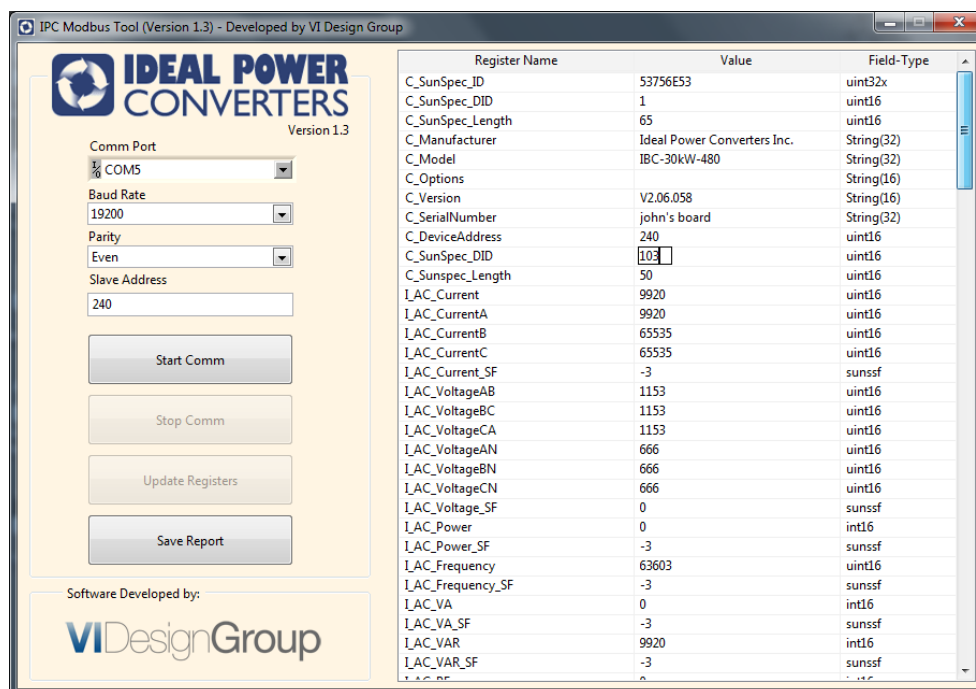 IPC Modbus Tool (Version 1.3) - Developed by VI Design Group
IDEAL POWER
CONVERTERS
Version 1.3
Comm Port
COM5
Baud Rate
19200
Parity
Even
Slave Address
240
Start Comm
Stop Comm
Update Registers
Save Report
Software Developed by:
VIDesignGroup
Register Name Value Field-Type
C_SunSpec_ID 53756E53 uint32x
C_SunSpec_DID 1 uint16
C_SunSpec_Length 65 uint16
C_Manufacturer Ideal Power Converters Inc. String(32)
C_Model IBC-30kW-480 String(32)
C_Options String(16)
C_Version V2.06.058 String(16)
C_SerialNumber john's board String(32)
C_DeviceAddress 240 uint16
C_SunSpec_DID 103 uint16
C_Sunspec_Length 50 uint16
I_AC_Current 9920 uint16
I_AC_CurrentA 9920 uint16
I_AC_CurrentB 65535 uint16
I_AC_CurrentC 65535 uint16
I_AC_Current_SF -3 sunssf
I_AC_VoltageAB 1153 uint16
I_AC_VoltageBC 1153 uint16
I_AC_VoltageCA 1153 uint16
I_AC_VoltageAN 666 uint16
I_AC_VoltageBN 666 uint16
I_AC_VoltageCN 666 uint16
I_AC_Voltage_SF 0 sunssf
I_AC_Power 0 int16
I_AC_Power_SF -3 sunssf
I_AC_Frequency 63603 uint16
I_AC_Frequency_SF -3 sunssf
I_AC_VA 0 int16
I_AC_VA_SF -3 sunssf
I_AC_VAR 9920 int16
I_AC_VAR_SF -3 sunssf